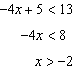 −4x + 5 < 13
−4x < 8
x > −2